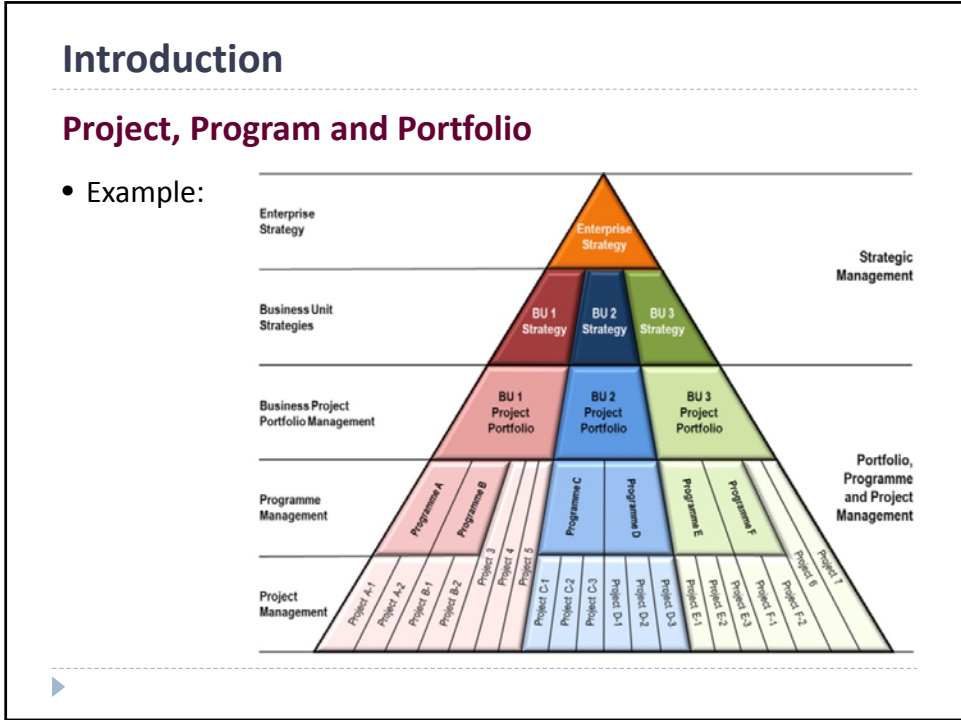 Introduction
Project, Program and Portfolio
• Example:
Enterprise
Strategy
Enterprise
Strategy
Strategic
Management
Business Unit
Strategies
BU 1
Strategy
BU 2
Strategy
BU 3
Strategy
Business Project
Portfolio Management
BU 1
Project
Portfolio
BU 2
Project
Portfolio
BU 3
Project
Portfolio
Portfolio,
Programme
and Project
Management
Programme
Management
Programme A
Programme B
Programme C
Programme D
Programme E
Programme F
Project
Management
Project A-1
Project A-2
Project B-1
Project B-2
Project 3
Project 4
Project 5
Project C-1
Project C-2
Project C-3
Project D-1
Project D-2
Project D-3
Project E-1
Project E-2
Project E-3
Project F-1
Project F-2
Project 6
Project 7